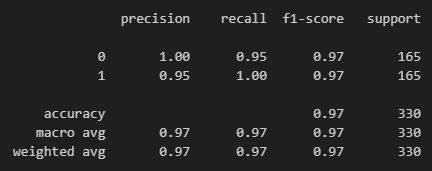 precision recall f1-score support
0 1.00 0.95 0.97 165
1 0.95 1.00 0.97 165
accuracy 0.97 330
macro avg 0.97 0.97 0.97 330
weighted avg 0.97 0.97 0.97 330